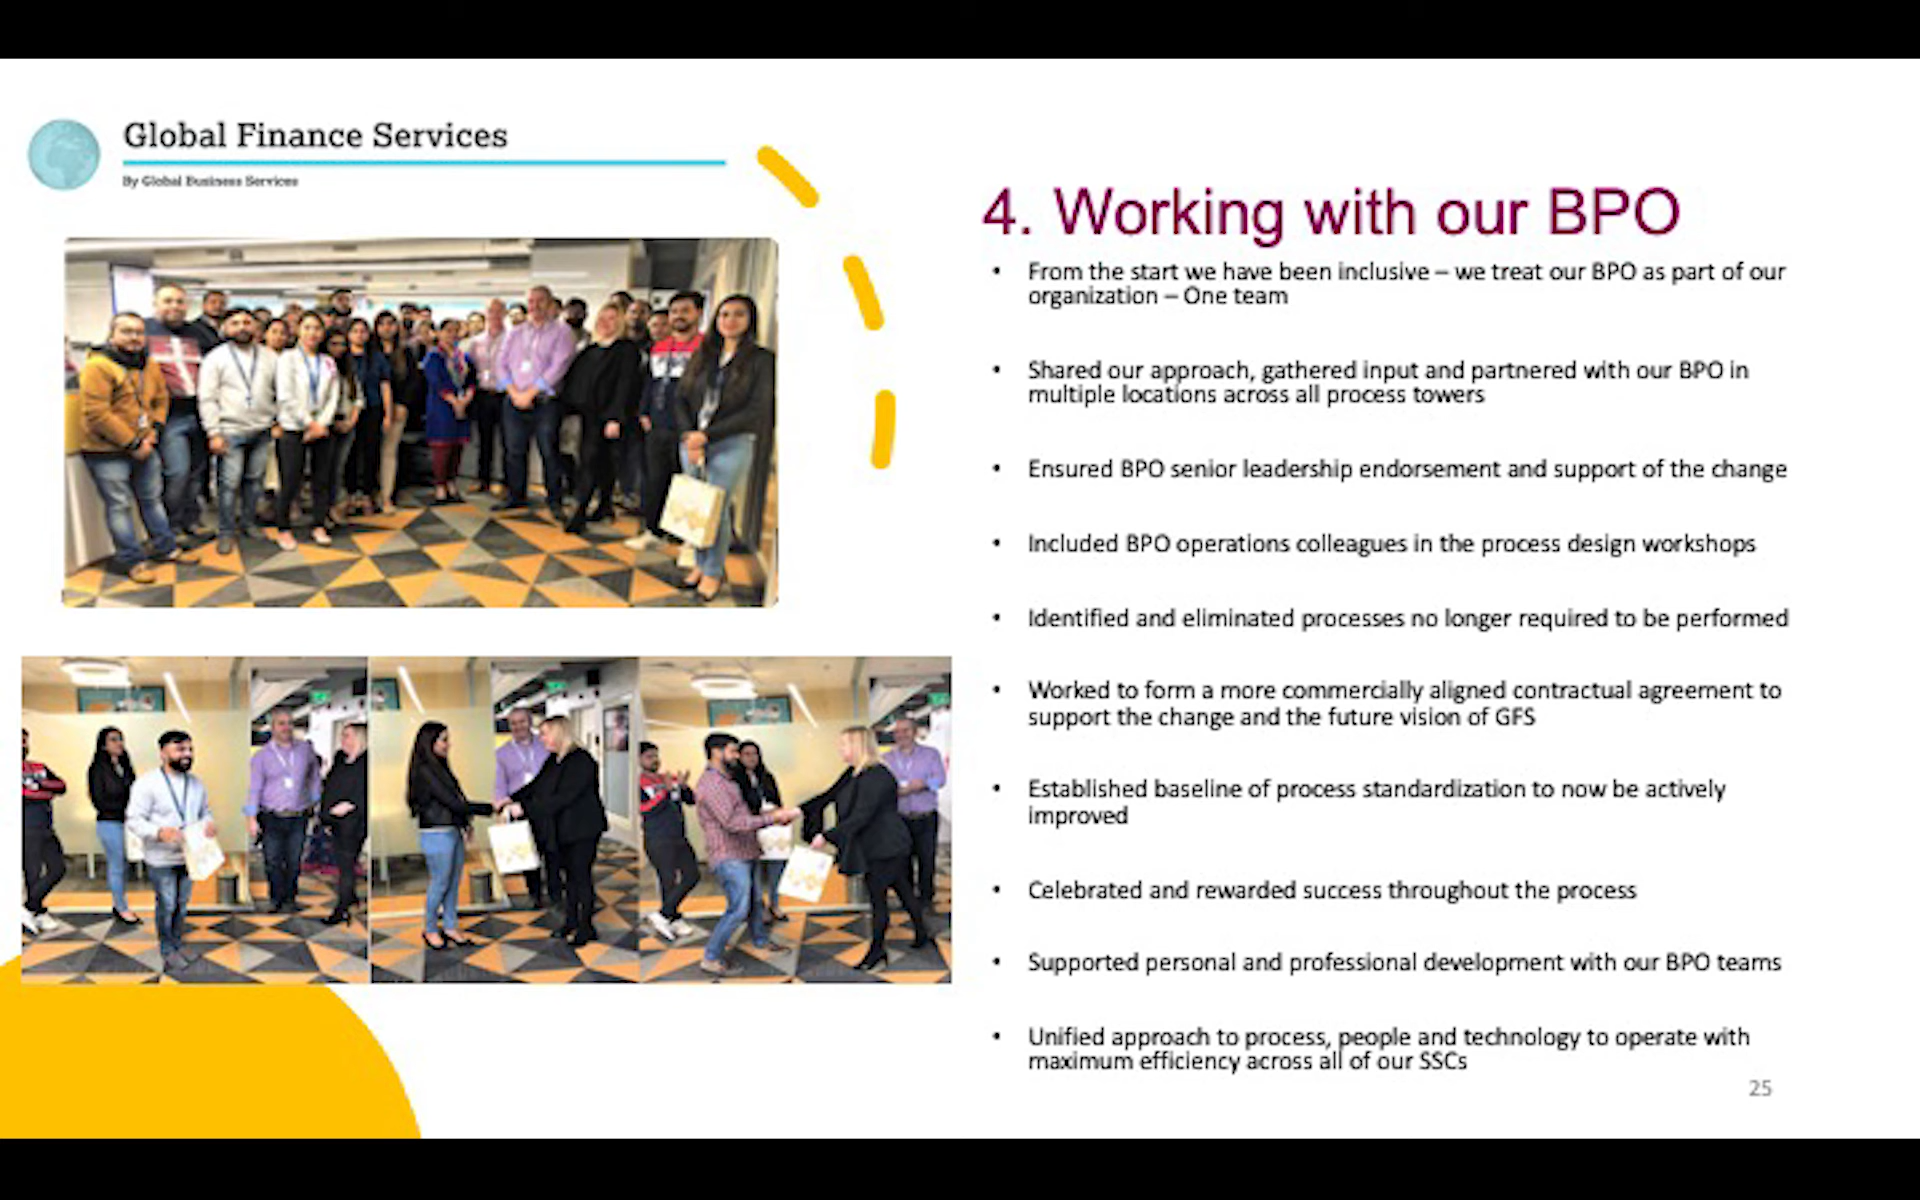 Global Finance Services
By Global Business Services
4. Working with our BPO
• From the start we have been inclusive – we treat our BPO as part of our
organization – One team
• Shared our approach, gathered input and partnered with our BPO in
multiple locations across all process towers
• Ensured BPO senior leadership endorsement and support of the change
• Included BPO operations colleagues in the process design workshops
• Identified and eliminated processes no longer required to be performed
• Worked to form a more commercially aligned contractual agreement to
support the change and the future vision of GFS
• Established baseline of process standardization to now be actively
improved
• Celebrated and rewarded success throughout the process
• Supported personal and professional development with our BPO teams
• Unified approach to process, people and technology to operate with
maximum efficiency across all of our SSCs
25